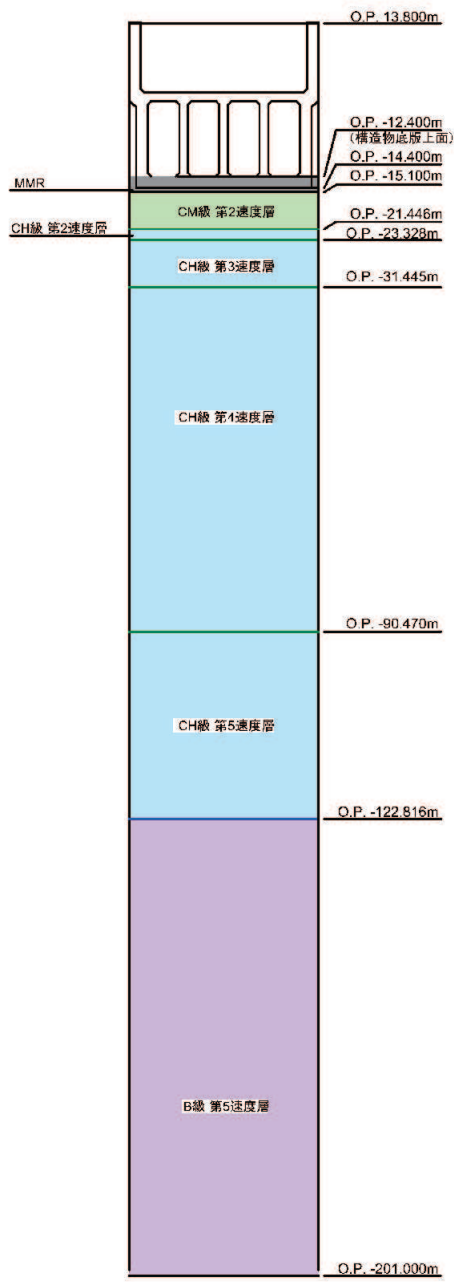 O.P. 13.800m
O.P. -12.400m
(構造物底版上面)
O.P. -14.400m
O.P. -15.100m
MMR
CM級 第2速度層
O.P. -21.446m
CH級 第2速度層
O.P. -23.328m
CH級 第3速度層
O.P. -31.445m
CH級 第4速度層
O.P. -90.470m
CH級 第5速度層
O.P. -122.816m
B級 第5速度層
O.P. -201.000m